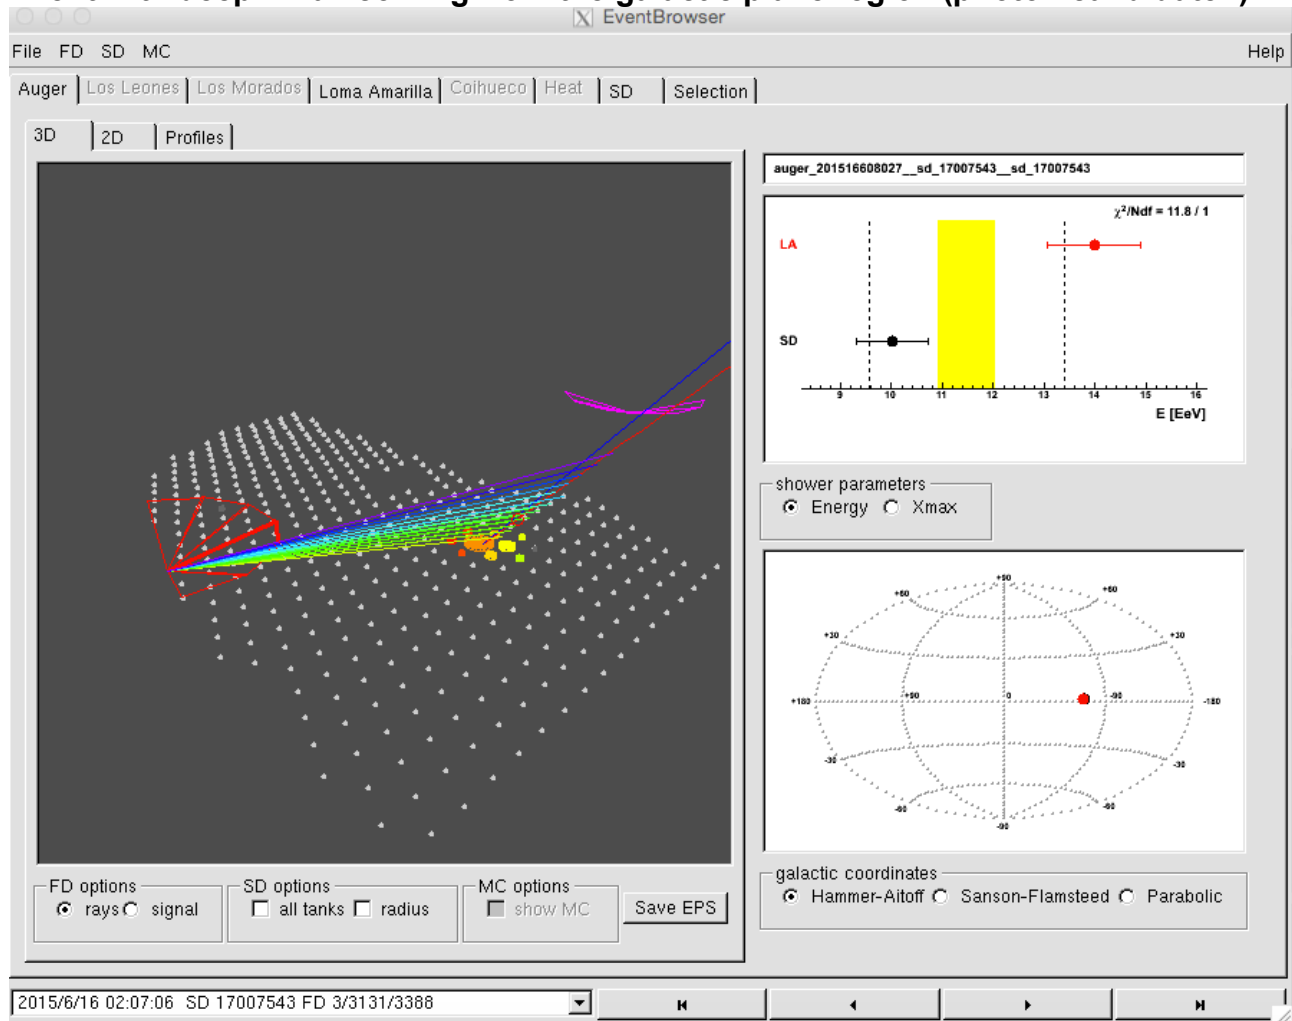 EventBrowser
File FD SD MC Help
Auger Los Leones Los Morados Loma Amarilla Coihueco Heat SD Selection
3D 2D Profiles
auger_201516608027__sd_17007543__sd_17007543
χ²/Ndf = 11.8 / 1
LA
SD
9 10 11 12 13 14 15 16
E [EeV]
shower parameters
Energy Xmax
+90
+60 +60
+30 +30
+180 +90 0 -90 -180
-30 -30
-60 -60
-90
galactic coordinates
Hammer-Aitoff Sanson-Flamsteed Parabolic
FD options SD options MC options
rays signal all tanks radius show MC Save EPS
2015/6/16 02:07:06 SD 17007543 FD 3/3131/3388